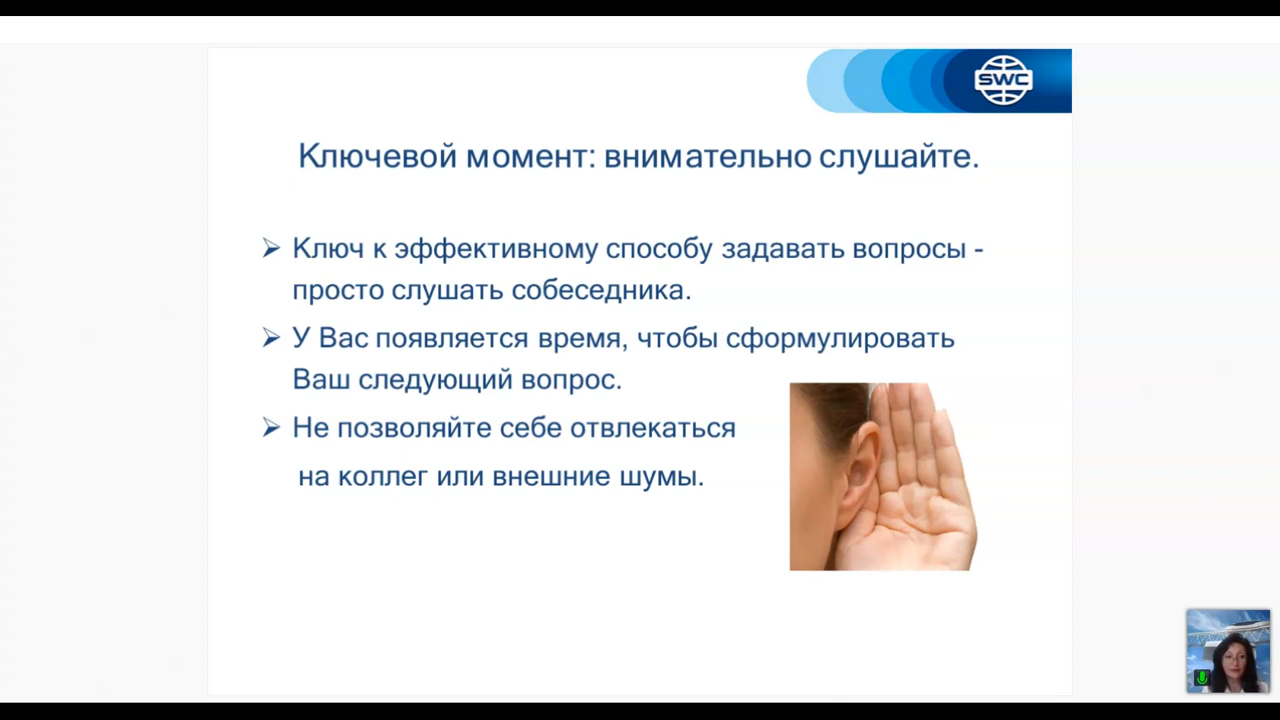 SWC
Ключевой момент: внимательно слушайте.
Ключ к эффективному способу задавать вопросы -
просто слушать собеседника.
У Вас появляется время, чтобы сформулировать
Ваш следующий вопрос.
Не позволяйте себе отвлекаться
на коллег или внешние шумы.